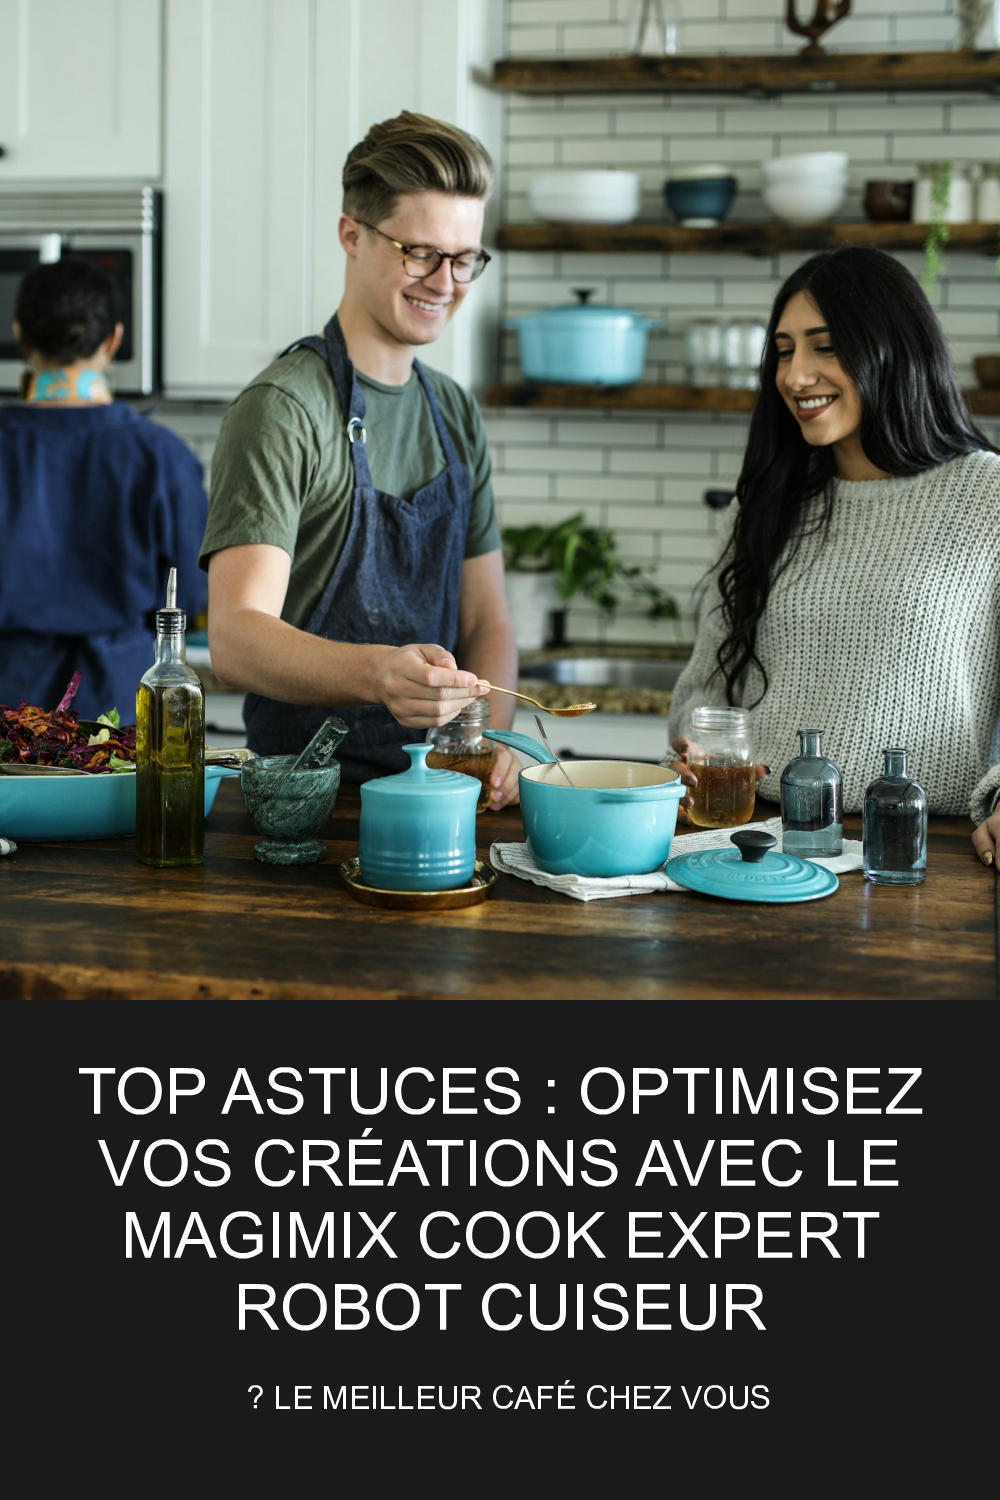 TOP ASTUCES : OPTIMISEZ
VOS CRÉATIONS AVEC LE
MAGIMIX COOK EXPERT
ROBOT CUISEUR
? LE MEILLEUR CAFÉ CHEZ VOUS